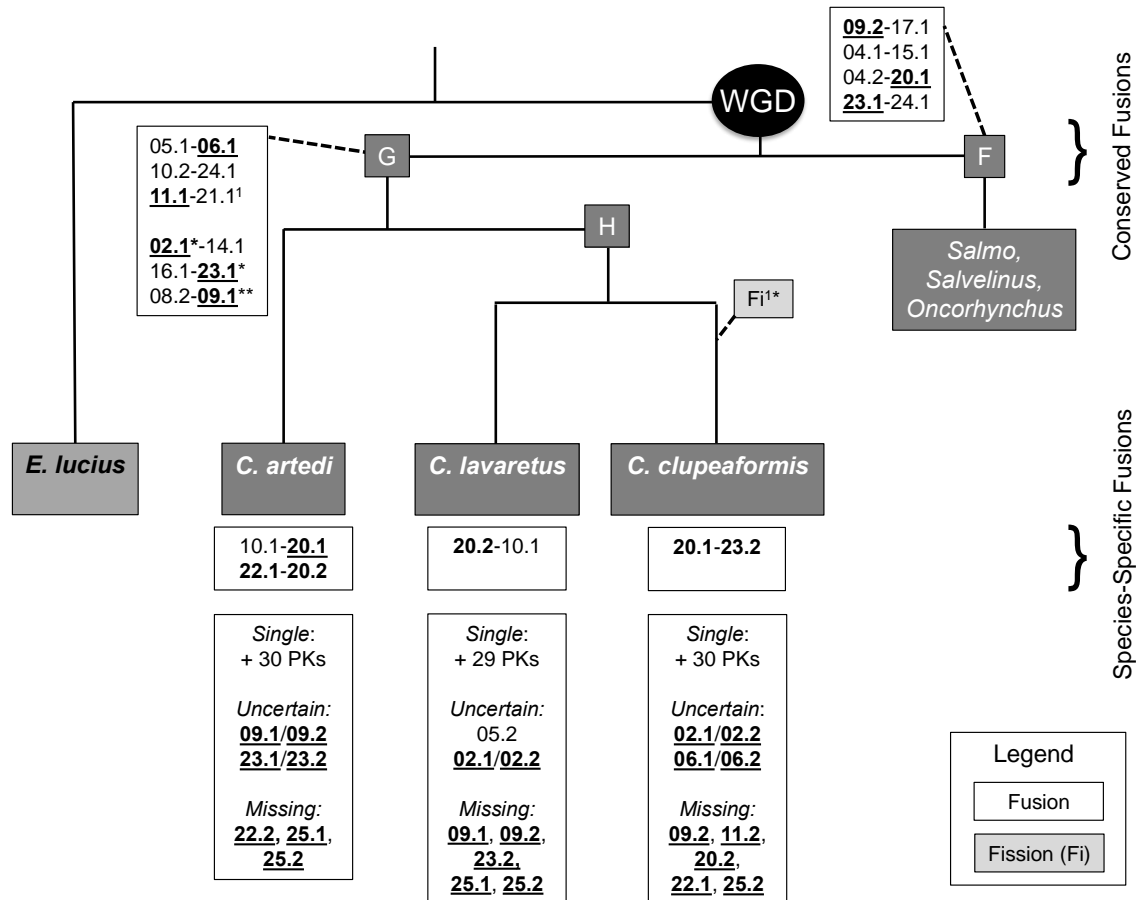 WGD
09.2-17.1
04.1-15.1
04.2-20.1
23.1-24.1
Conserved Fusions
05.1-06.1
10.2-24.1
11.1-21.1¹
02.1*-14.1
16.1-23.1*
08.2-09.1**
G
F
H
Fi¹*
Salmo,
Salvelinus,
Oncorhynchus
E. lucius
C. artedi
C. lavaretus
C. clupeaformis
Species-Specific Fusions
10.1-20.1
22.1-20.2
20.2-10.1
20.1-23.2
Single:
+ 30 PKs
Uncertain:
09.1/09.2
23.1/23.2
Missing:
22.2, 25.1,
25.2
Single:
+ 29 PKs
Uncertain:
05.2
02.1/02.2
Missing:
09.1, 09.2,
23.2,
25.1, 25.2
Single:
+ 30 PKs
Uncertain:
02.1/02.2
06.1/06.2
Missing:
09.2, 11.2,
20.2,
22.1, 25.2
Legend
Fusion
Fission (Fi)